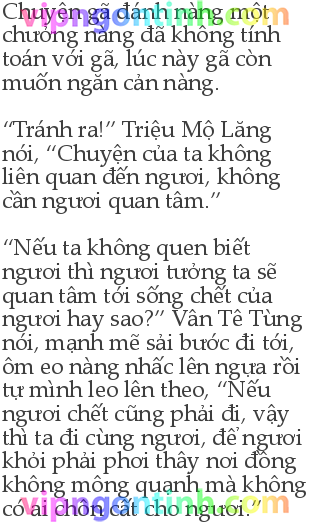 Chuyện gã đánh nàng một
chưởng nàng đã không tính
toán với gã, lúc này gã còn
muốn ngăn cản nàng.
“Tránh ra!” Triệu Mộ Lăng
nói, “Chuyện của ta không
liên quan đến ngươi, không
cần ngươi quan tâm.”
“Nếu ta không quen biết
ngươi thì ngươi tưởng ta sẽ
quan tâm tới sống chết của
ngươi hay sao?” Vân Tê Tùng
nói, mạnh mẽ sải bước đi tới,
ôm eo nàng nhấc lên ngựa rồi
tự mình leo lên theo, “Nếu
ngươi chết cũng phải đi, vậy
thì ta đi cùng ngươi, để ngươi
khỏi phải phơi thây nơi đồng
không mông quạnh mà không
có ai chôn cất cho ngươi.”
vipngontinh.com
vipngontinh.com